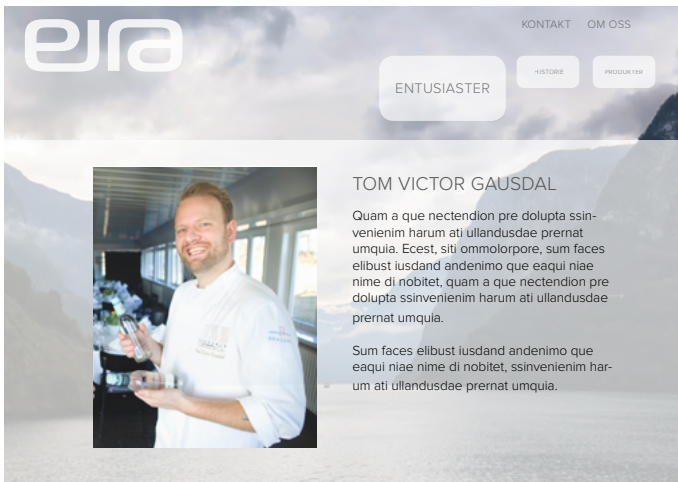 eira
KONTAKT OM OSS
ENTUSIASTER
HISTORIE
PRODUKTER
TOM VICTOR GAUSDAL
Quam a que nectendion pre dolupta ssin-
venienim harum ati ullandusdae prernat
umquia. Ecest, siti ommolorpore, sum faces
elibust iusdand andenimo que eaqui niae
nime di nobitet, quam a que nectendion pre
dolupta ssinvenienim harum ati ullandusdae
prernat umquia.
Sum faces elibust iusdand andenimo que
eaqui niae nime di nobitet, ssinvenienim har-
um ati ullandusdae prernat umquia.